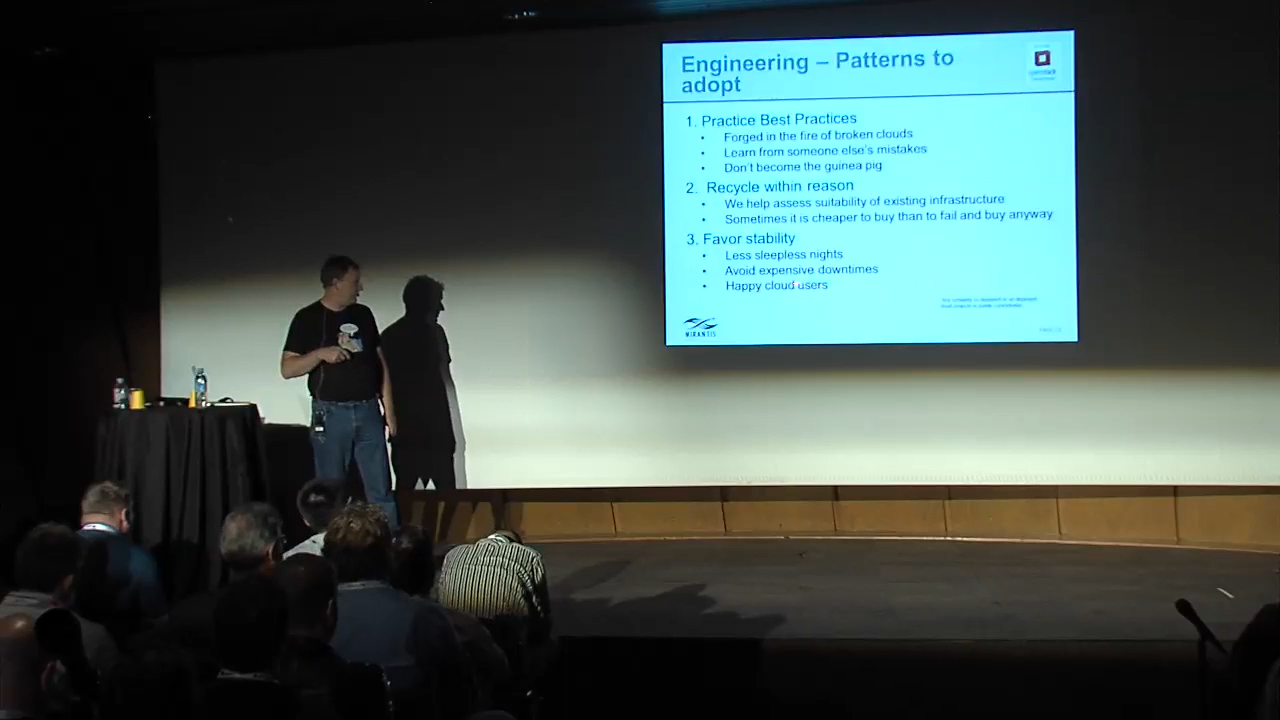 Engineering – Patterns to
adopt
1. Practice Best Practices
• Forged in the fire of broken clouds
• Learn from someone else's mistakes
• Don't become the guinea pig
2. Recycle within reason
• We help assess suitability of existing infrastructure
• Sometimes it is cheaper to buy than to fail and buy anyway
3. Favor stability
• Less sleepless nights
• Avoid expensive downtimes
• Happy cloud users
MIRANTIS